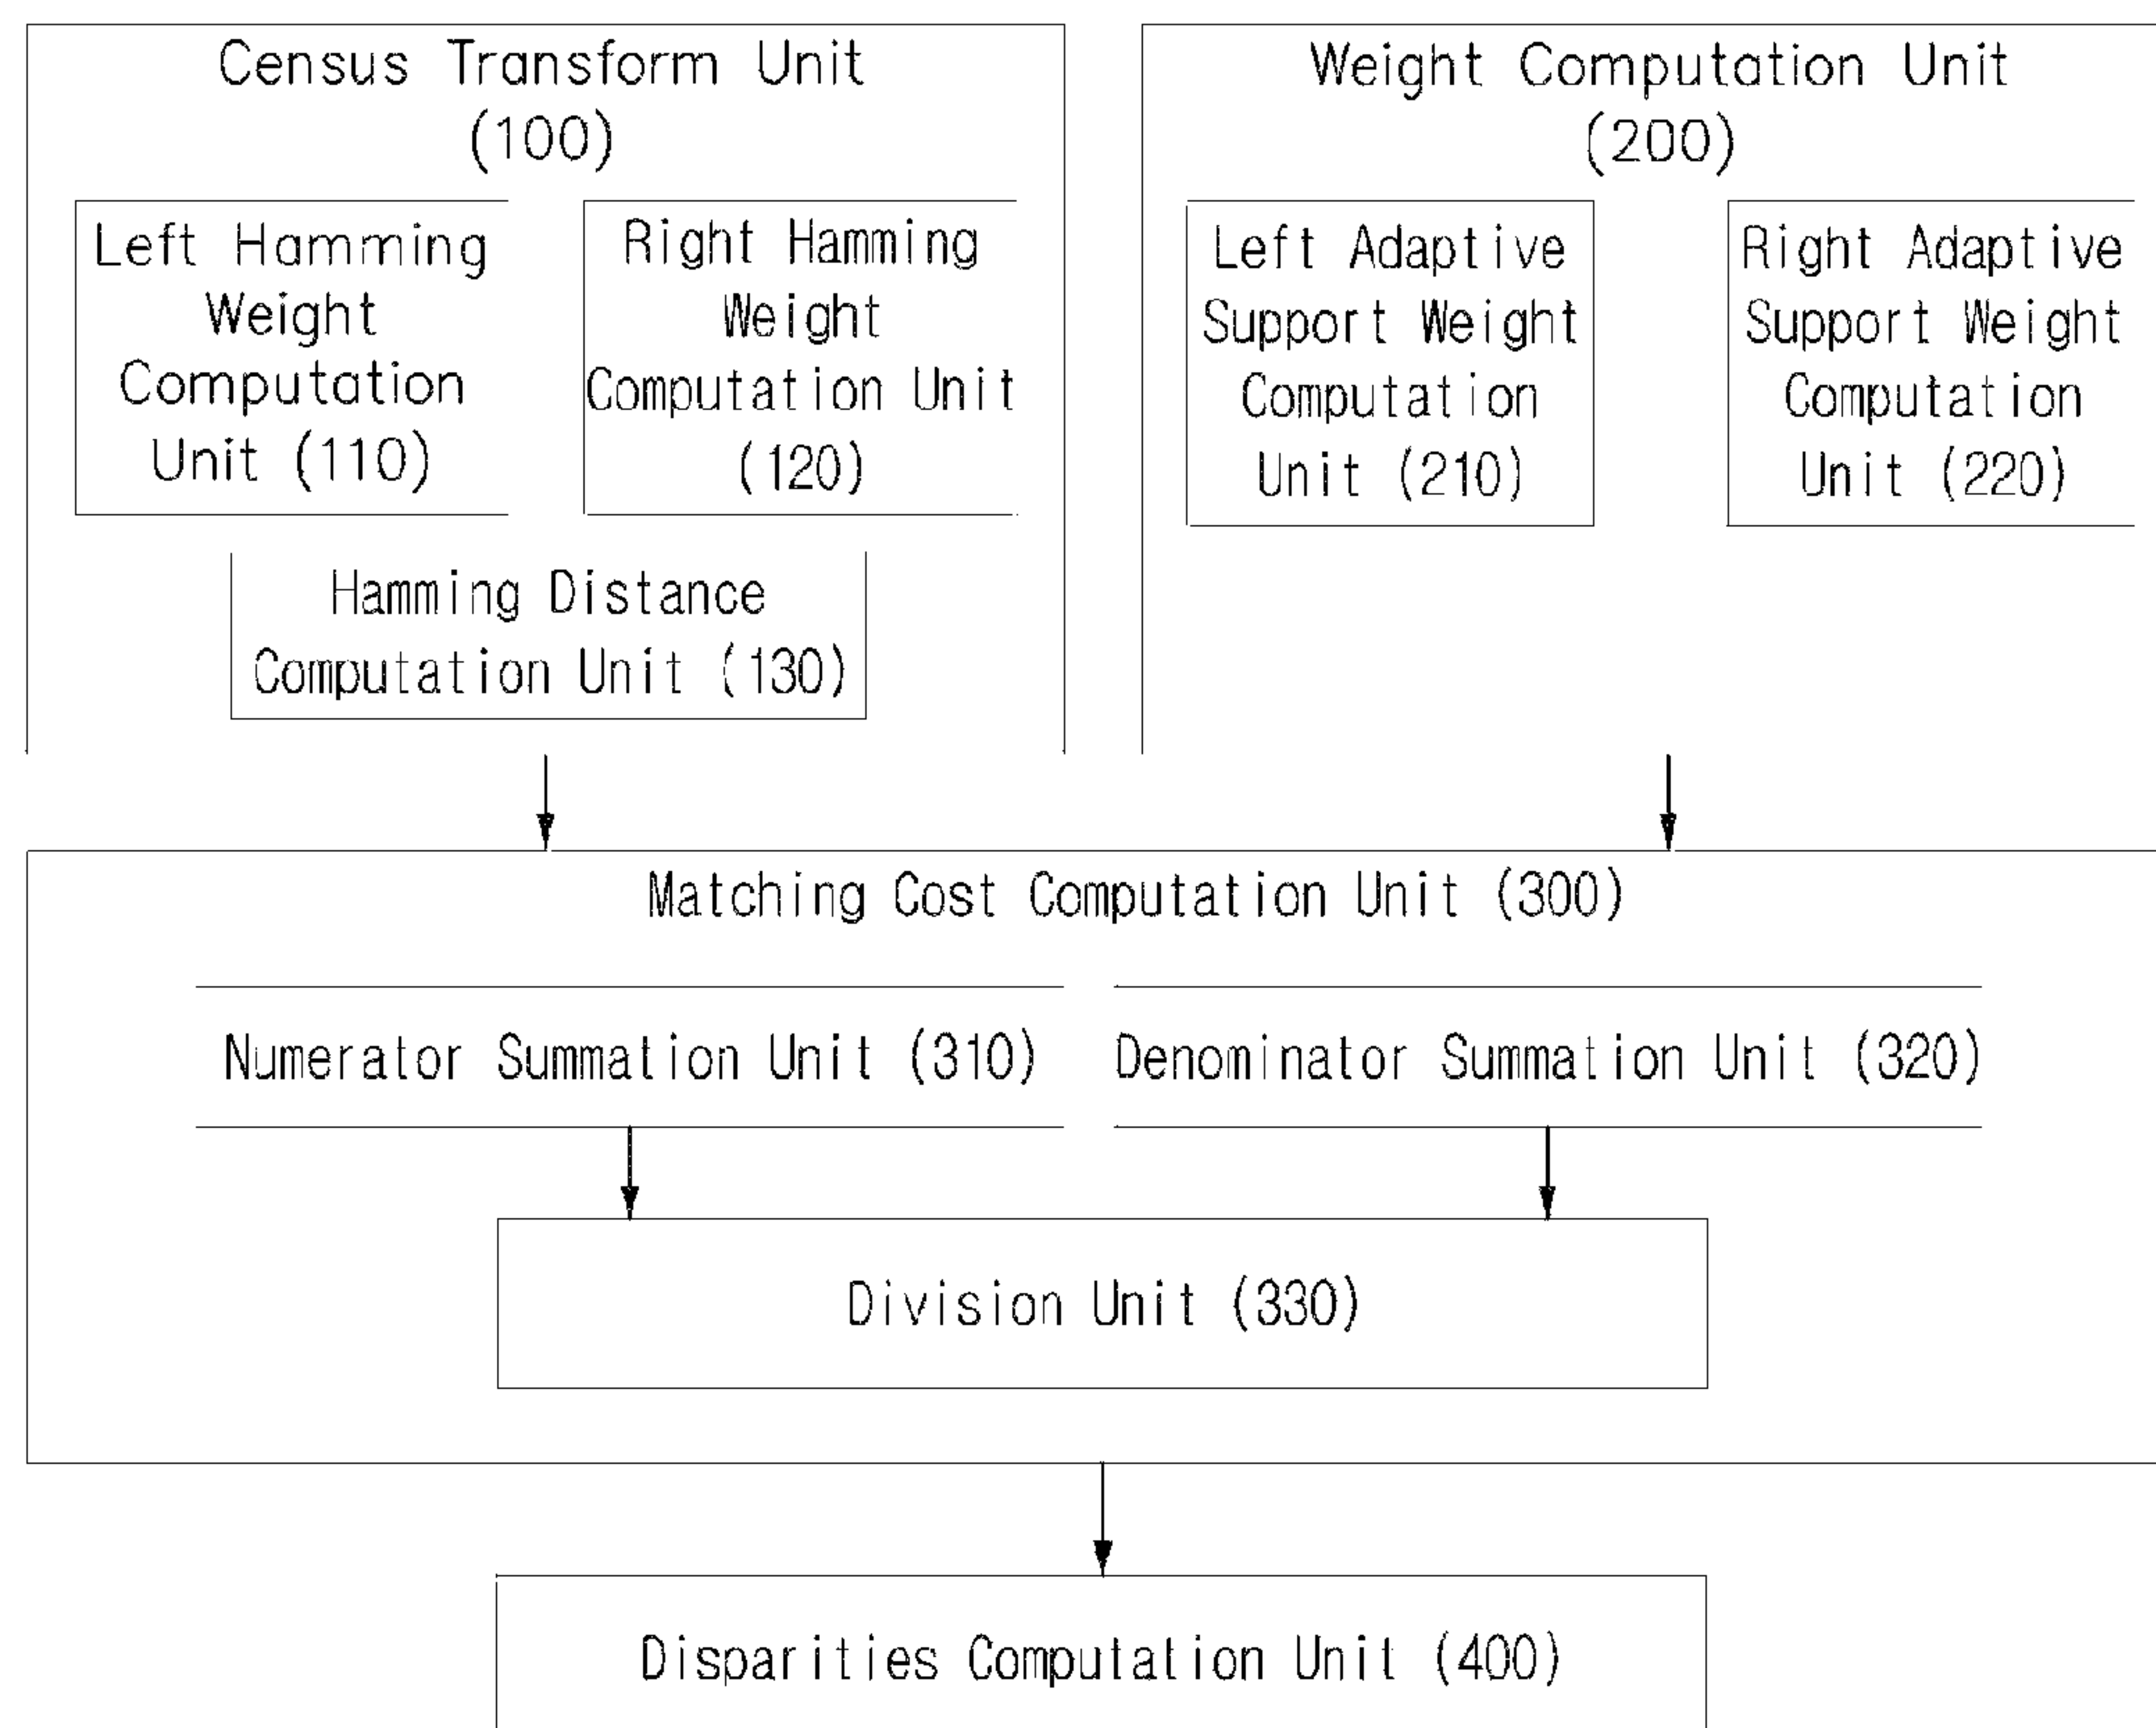 Census Transform Unit
(100)
Left Hamming
Weight
Computation
Unit (110)
Right Hamming
Weight
Computation Unit
(120)
Hamming Distance
Computation Unit (130)
Weight Computation Unit
(200)
Left Adaptive
Support Weight
Computation
Unit (210)
Right Adaptive
Support Weight
Computation
Unit (220)
Matching Cost Computation Unit (300)
Numerator Summation Unit (310)
Denominator Summation Unit (320)
Division Unit (330)
Disparities Computation Unit (400)